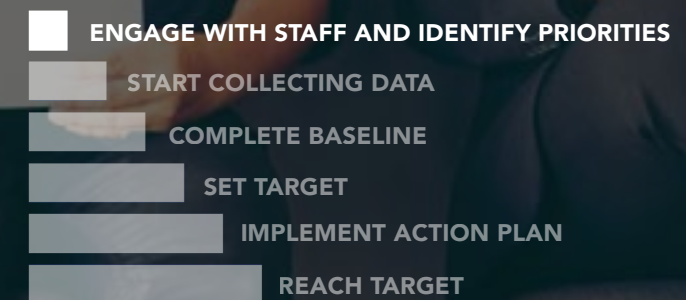 ENGAGE WITH STAFF AND IDENTIFY PRIORITIES
START COLLECTING DATA
COMPLETE BASELINE
SET TARGET
IMPLEMENT ACTION PLAN
REACH TARGET